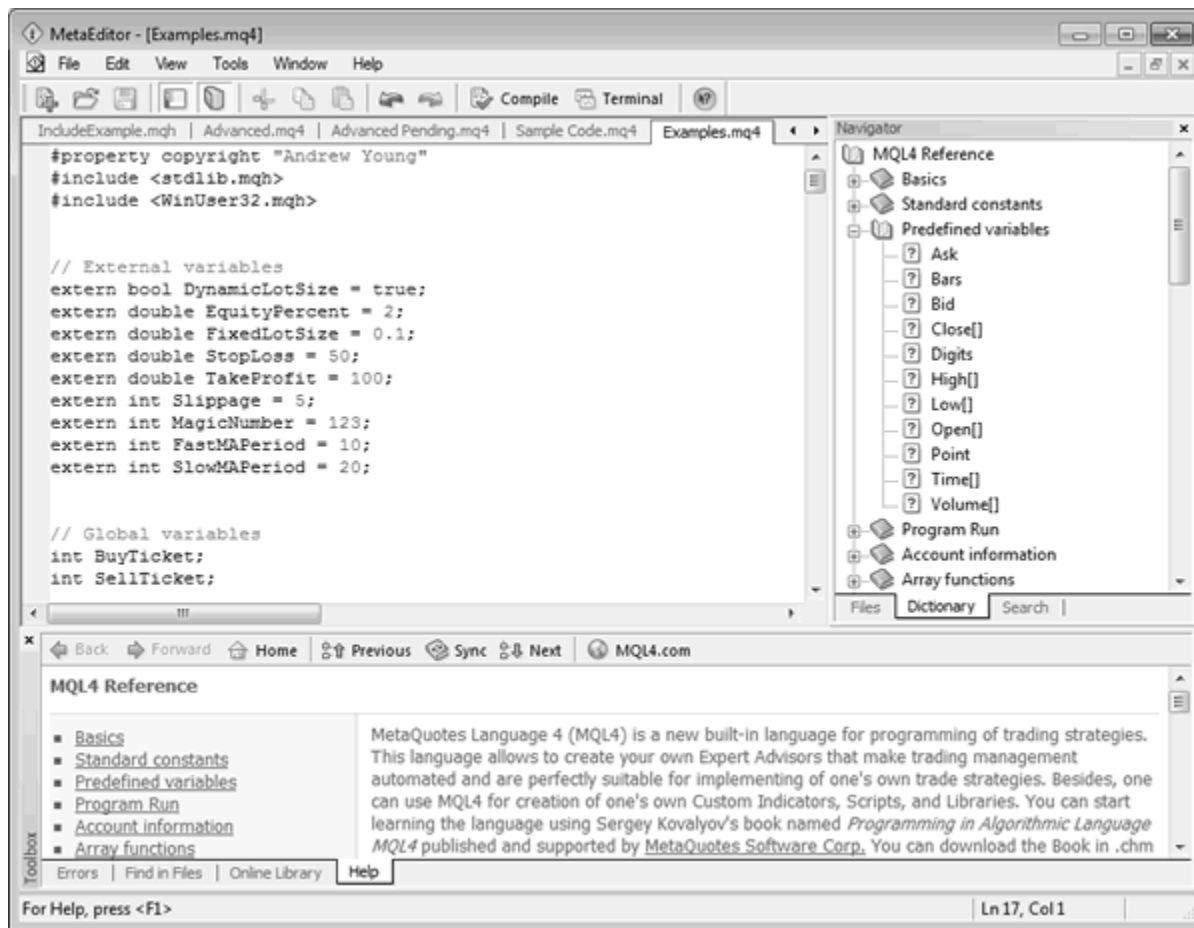 MetaEditor - [Examples.mq4]
File Edit View Tools Window Help
Compile Terminal
IncludeExample.mqh | Advanced.mq4 | Advanced Pending.mq4 | Sample Code.mq4 Examples.mq4
#property copyright "Andrew Young"
#include <stdlib.mqh>
#include <WinUser32.mqh>
// External variables
extern bool DynamicLotSize = true;
extern double EquityPercent = 2;
extern double FixedLotSize = 0.1;
extern double StopLoss = 50;
extern double TakeProfit = 100;
extern int Slippage = 5;
extern int MagicNumber = 123;
extern int FastMAPeriod = 10;
extern int SlowMAPeriod = 20;
// Global variables
int BuyTicket;
int SellTicket;
Navigator
MQL4 Reference
Basics
Standard constants
Predefined variables
Ask
Bars
Bid
Close[]
Digits
High[]
Low[]
Open[]
Point
Time[]
Volume[]
Program Run
Account information
Array functions
Files Dictionary Search |
Back Forward Home Previous Sync Next MQL4.com
MQL4 Reference
Basics
Standard constants
Predefined variables
Program Run
Account information
Array functions
MetaQuotes Language 4 (MQL4) is a new built-in language for programming of trading strategies.
This language allows to create your own Expert Advisors that make trading management
automated and are perfectly suitable for implementing of one's own trade strategies. Besides, one
can use MQL4 for creation of one's own Custom Indicators, Scripts, and Libraries. You can start
learning the language using Sergey Kovalyov's book named Programming in Algorithmic Language
MQL4 published and supported by MetaQuotes Software Corp. You can download the Book in .chm
Toolbox
Errors | Find in Files | Online Library Help
For Help, press <F1>
Ln 17, Col 1